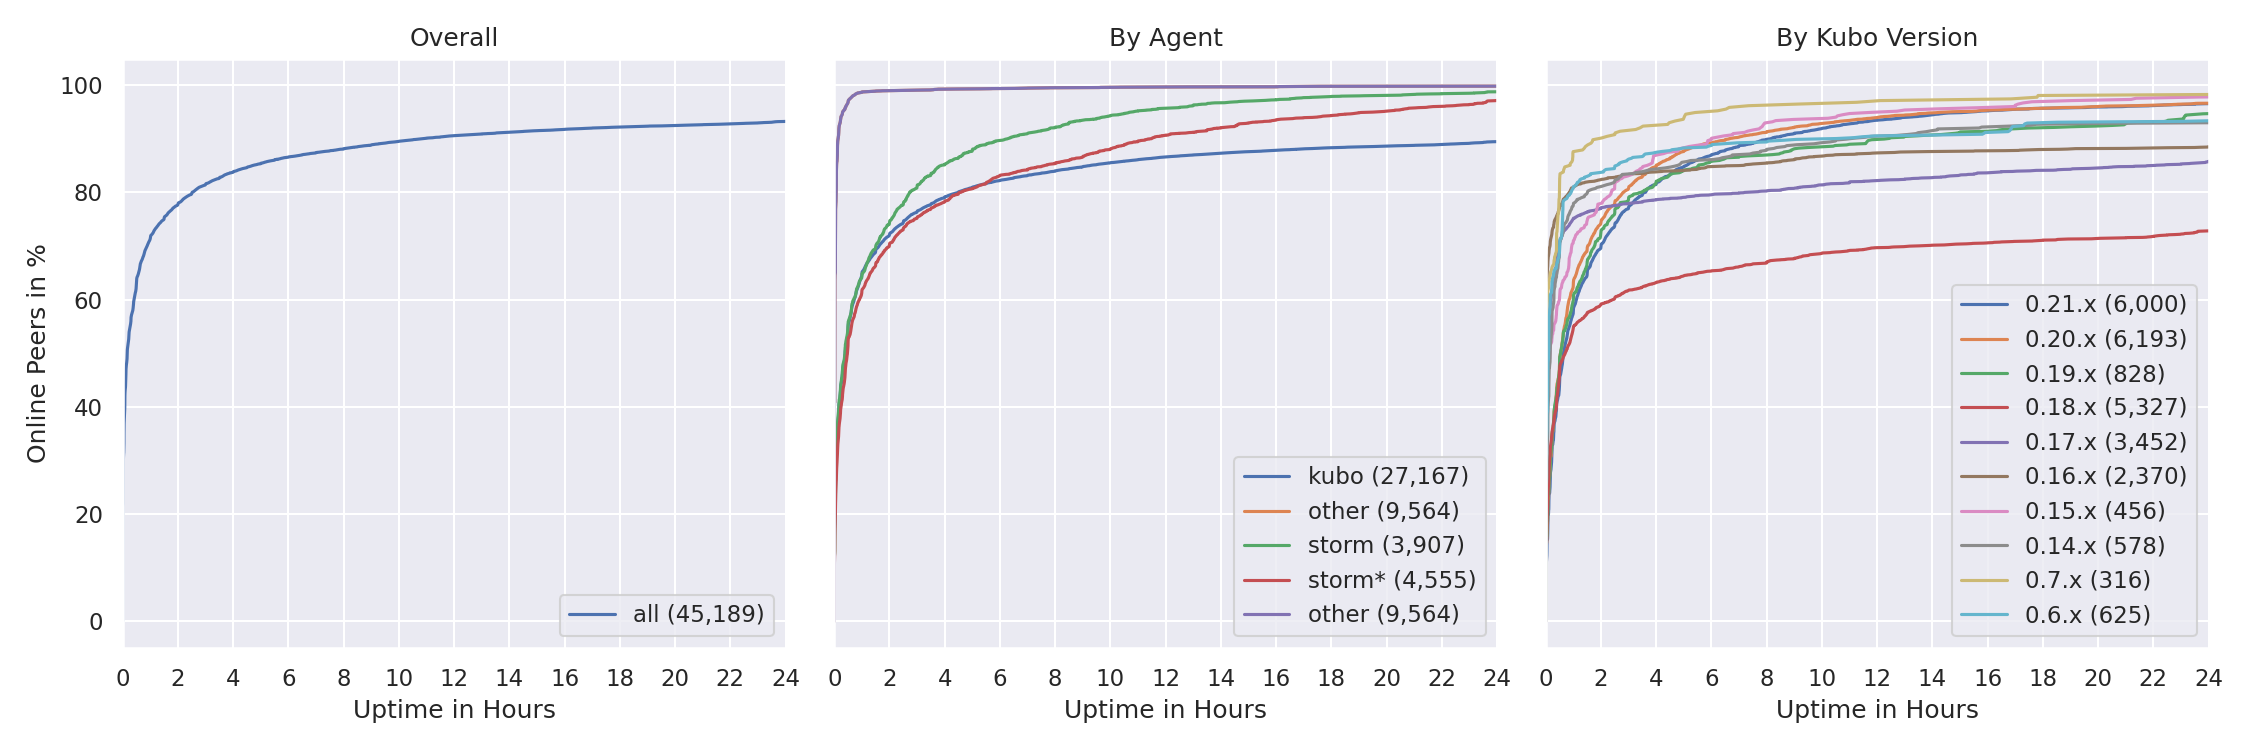 Overall
By Agent
By Kubo Version
Online Peers in %
100
80
60
40
20
0
all (45,189)
0 2 4 6 8 10 12 14 16 18 20 22 24
Uptime in Hours
kubo (27,167)
other (9,564)
storm (3,907)
storm* (4,555)
other (9,564)
0 2 4 6 8 10 12 14 16 18 20 22 24
Uptime in Hours
0.21.x (6,000)
0.20.x (6,193)
0.19.x (828)
0.18.x (5,327)
0.17.x (3,452)
0.16.x (2,370)
0.15.x (456)
0.14.x (578)
0.7.x (316)
0.6.x (625)
0 2 4 6 8 10 12 14 16 18 20 22 24
Uptime in Hours